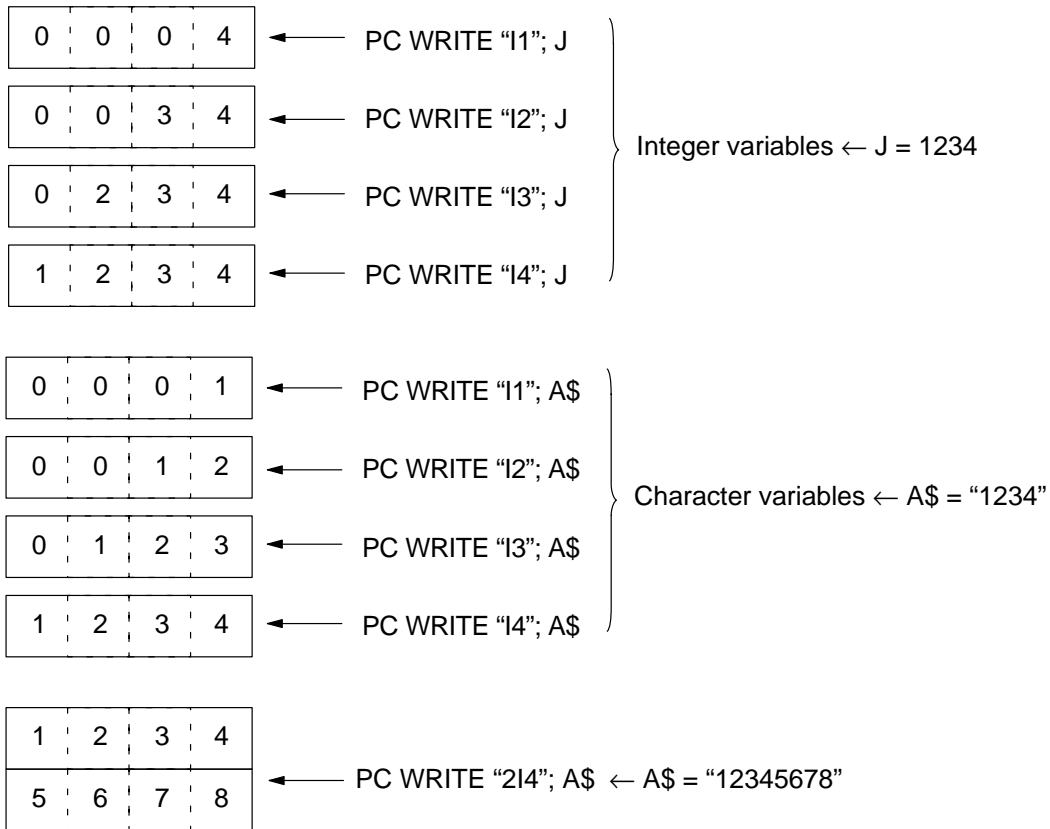 0 0 0 4 PC WRITE “I1”; J
0 0 3 4 PC WRITE “I2”; J
Integer variables ← J = 1234
0 2 3 4 PC WRITE “I3”; J
1 2 3 4 PC WRITE “I4”; J
0 0 0 1 PC WRITE “I1”; A$
0 0 1 2 PC WRITE “I2”; A$
Character variables ← A$ = “1234”
0 1 2 3 PC WRITE “I3”; A$
1 2 3 4 PC WRITE “I4”; A$
1 2 3 4
PC WRITE “2I4”; A$ ← A$ = “12345678”
5 6 7 8